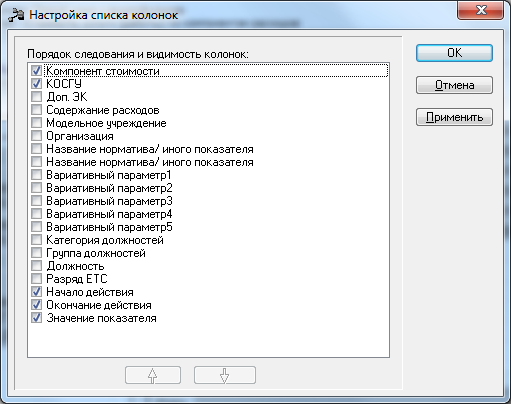 Настройка списка колонок
Порядок следования и видимость колонок:
Компонент стоимости
КОСГУ
Доп. ЭК
Содержание расходов
Модельное учреждение
Организация
Название норматива/ иного показателя
Название норматива/ иного показателя
Вариативный параметр1
Вариативный параметр2
Вариативный параметр3
Вариативный параметр4
Вариативный параметр5
Категория должностей
Группа должностей
Должность
Разряд ЕТС
Начало действия
Окончание действия
Значение показателя
OK
Отмена
Применить